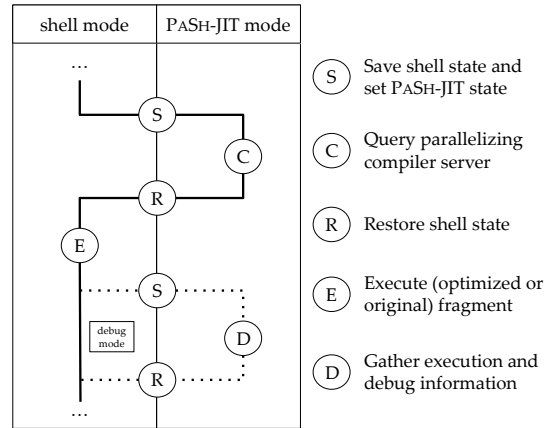 shell mode
PASH-JIT mode
...
S
C
R
E
S
debug
mode
D
R
...
S
Save shell state and
set PASH-JIT state
C
Query parallelizing
compiler server
R
Restore shell state
E
Execute (optimized or
original) fragment
D
Gather execution and
debug information